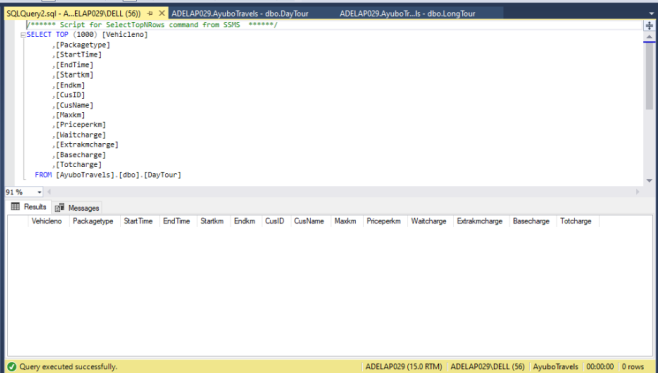 SQLQuery2.sql - A...ELAP029\DELL (56))    ADELAP029.AyuboTravels - dbo.DayTour    ADELAP029.AyuboTr...ls - dbo.LongTour
/****** Script for SelectTopNRows command from SSMS ******/
SELECT TOP (1000) [Vehicleno]
,[Packagetype]
,[StartTime]
,[EndTime]
,[Startkm]
,[Endkm]
,[CusID]
,[CusName]
,[Maxkm]
,[Priceperkm]
,[Waitcharge]
,[Extrakmcharge]
,[Basecharge]
,[Totcharge]
FROM [AyuboTravels].[dbo].[DayTour]
91 %
Results    Messages
Vehicleno    Packagetype    StartTime    EndTime    Startkm    Endkm    CusID    CusName    Maxkm    Priceperkm    Waitcharge    Extrakmcharge    Basecharge    Totcharge
Query executed successfully.    ADELAP029 (15.0 RTM)    ADELAP029\DELL (56)    AyuboTravels    00:00:00    0 rows